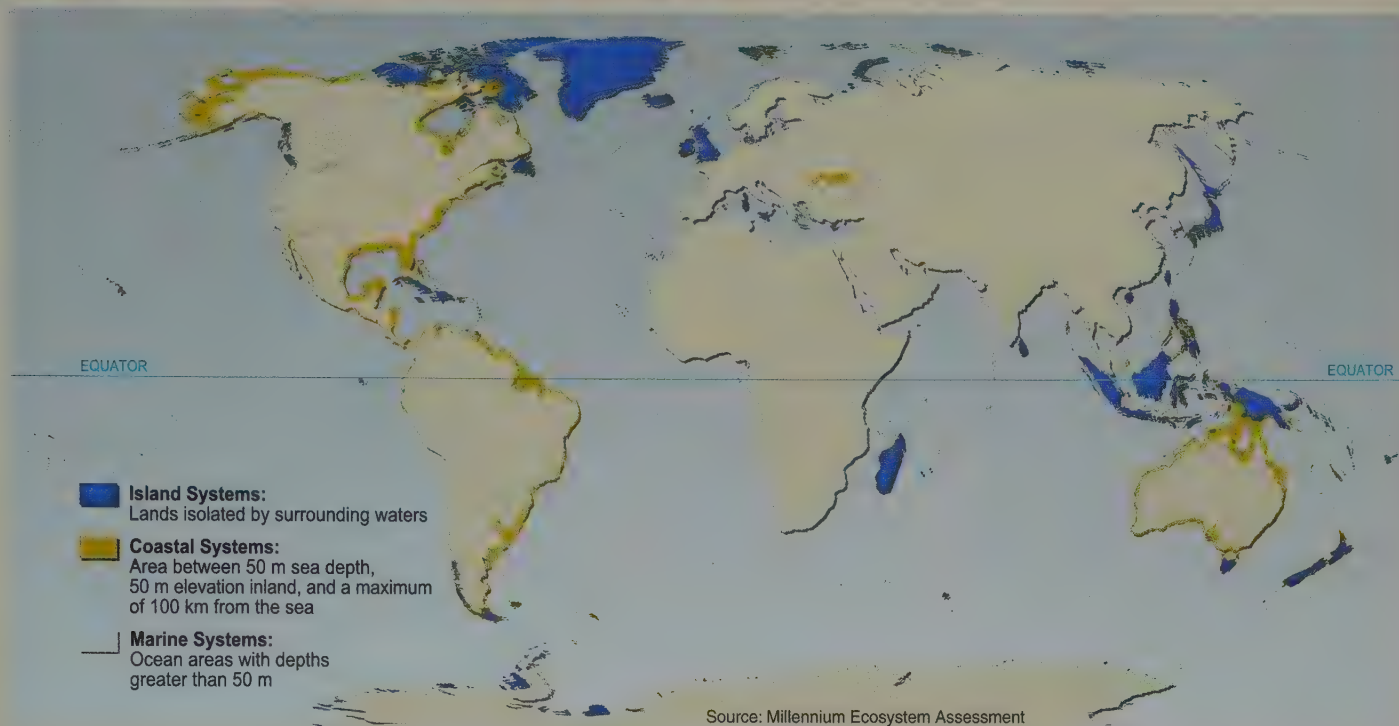 EQUATOR
EQUATOR
Island Systems:
Lands isolated by surrounding waters
Coastal Systems:
Area between 50 m sea depth,
50 m elevation inland, and a maximum
of 100 km from the sea
Marine Systems:
Ocean areas with depths
greater than 50 m
Source: Millennium Ecosystem Assessment